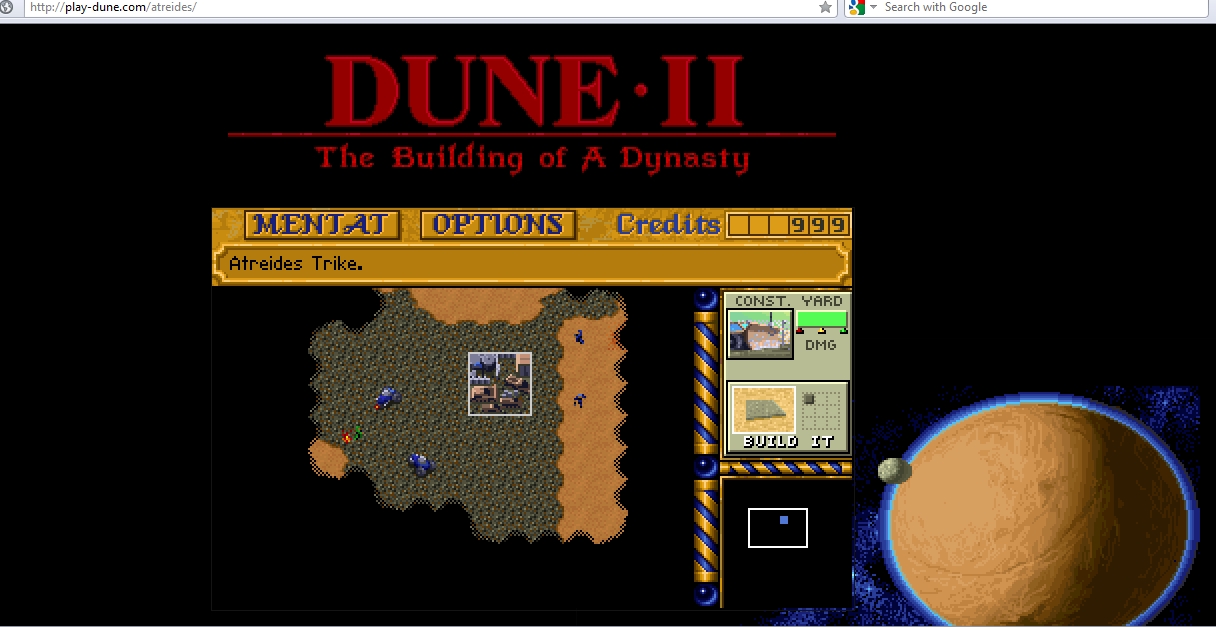 http://play-dune.com/atreides/
Search with Google
DUNE · II
The Building of A Dynasty
MENTAT OPTIONS Credits 999
Atreides Trike.
CONST. YARD
DMG
BUILD IT